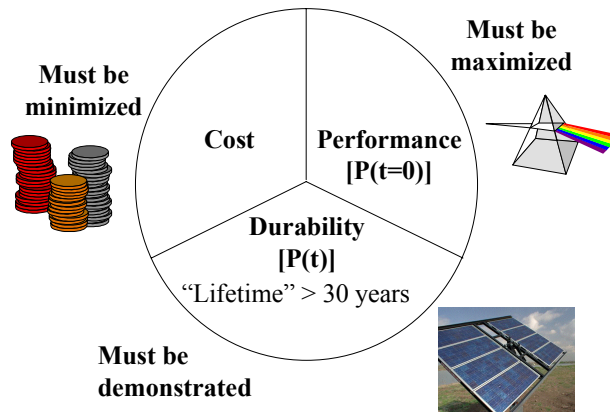 Must be
minimized
Must be
maximized
Cost
Performance
[P(t=0)]
Durability
[P(t)]
“Lifetime” > 30 years
Must be
demonstrated